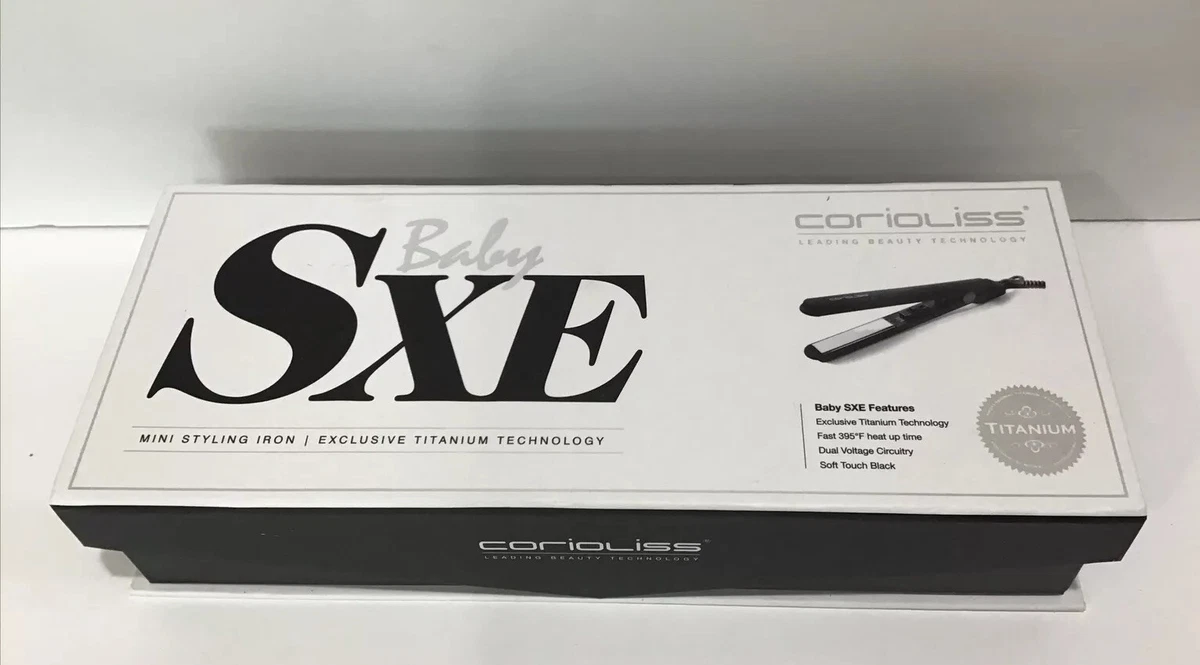 Baby
SXE
MINI STYLING IRON | EXCLUSIVE TITANIUM TECHNOLOGY
corioliss®
LEADING BEAUTY TECHNOLOGY
Baby SXE Features
Exclusive Titanium Technology
Fast 395°F heat up time
Dual Voltage Circuitry
Soft Touch Black
TITANIUM
corioliss®
LEADING BEAUTY TECHNOLOGY